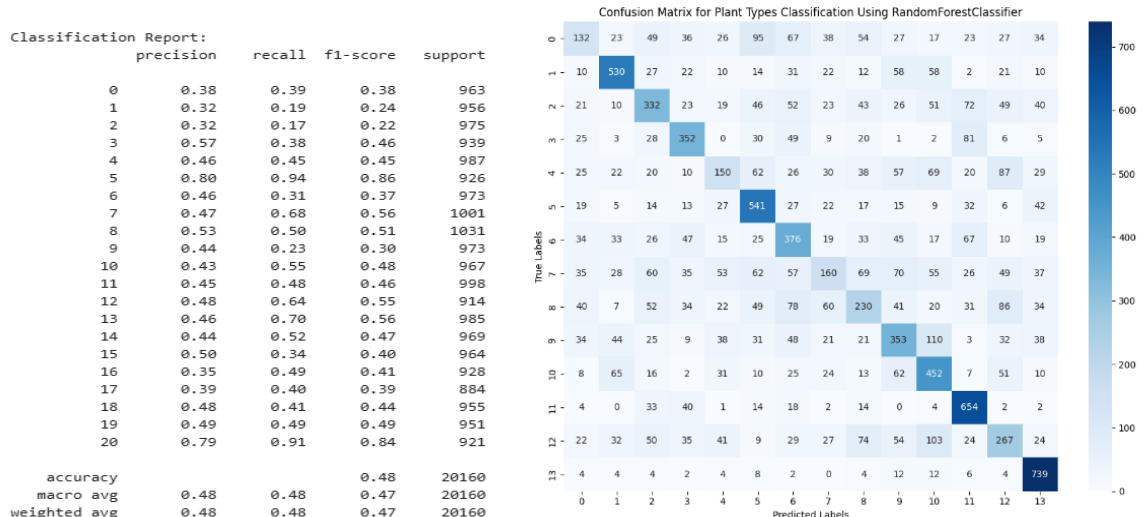 Classification Report:
precision recall f1-score support
0 0.38 0.39 0.38 963
1 0.32 0.19 0.24 956
2 0.32 0.17 0.22 975
3 0.57 0.38 0.46 939
4 0.46 0.45 0.45 987
5 0.80 0.94 0.86 926
6 0.46 0.31 0.37 973
7 0.47 0.68 0.56 1001
8 0.53 0.50 0.51 1031
9 0.44 0.23 0.30 973
10 0.43 0.55 0.48 967
11 0.45 0.48 0.46 998
12 0.48 0.64 0.55 914
13 0.46 0.70 0.56 985
14 0.44 0.52 0.47 969
15 0.50 0.34 0.40 964
16 0.35 0.49 0.41 928
17 0.39 0.40 0.39 884
18 0.48 0.41 0.44 955
19 0.49 0.49 0.49 951
20 0.79 0.91 0.84 921
accuracy 0.48 20160
macro avg 0.48 0.48 0.47 20160
weighted avg 0.48 0.48 0.47 20160
Confusion Matrix for Plant Types Classification Using RandomForestClassifier
True Labels
0 132 23 49 36 26 95 67 38 54 27 17 23 27 34
1 10 530 27 22 10 14 31 22 12 58 58 2 21 10
2 21 10 332 23 19 46 52 23 43 26 51 72 49 40
3 25 3 28 352 0 30 49 9 20 1 2 81 6 5
4 25 22 20 10 150 62 26 30 38 57 69 20 87 29
5 19 5 14 13 27 541 27 22 17 15 9 32 6 42
6 34 33 26 47 15 25 376 19 33 45 17 67 10 19
7 35 28 60 35 53 62 57 160 69 70 55 26 49 37
8 40 7 52 34 22 49 78 60 230 41 20 31 86 34
9 34 44 25 9 38 31 48 21 21 353 110 3 32 38
10 8 65 16 2 31 10 25 24 13 62 452 7 51 10
11 4 0 33 40 1 14 18 2 14 0 4 654 2 2
12 22 32 50 35 41 9 29 27 74 54 103 24 267 24
13 4 4 4 2 4 8 2 0 4 12 12 6 4 739
0 1 2 3 4 5 6 7 8 9 10 11 12 13
Predicted Labels
700
600
500
400
300
200
100
0